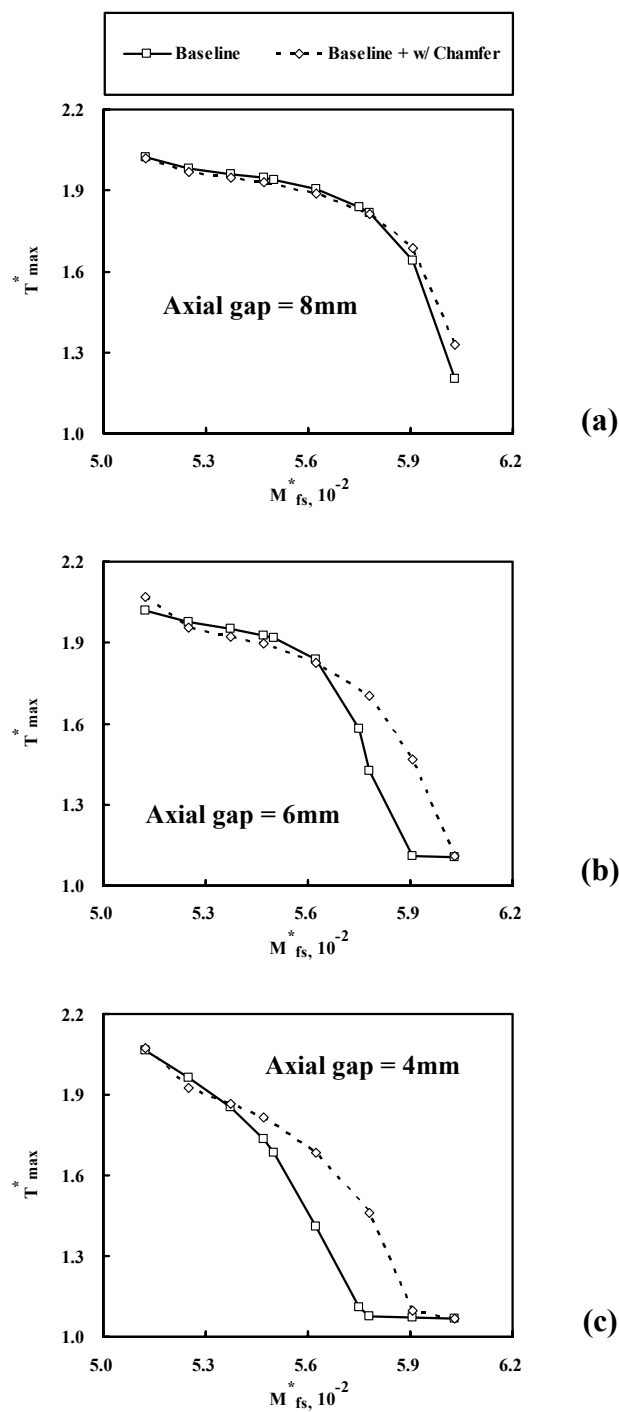 Baseline Baseline + w/ Chamfer
2.2
1.9
1.6
1.3
1.0
T*max
Axial gap = 8mm
5.0 5.3 5.6 5.9 6.2
M*fs, 10-2
(a)
2.2
1.9
1.6
1.3
1.0
T*max
Axial gap = 6mm
5.0 5.3 5.6 5.9 6.2
M*fs, 10-2
(b)
2.2
1.9
1.6
1.3
1.0
T*max
Axial gap = 4mm
5.0 5.3 5.6 5.9 6.2
M*fs, 10-2
(c)